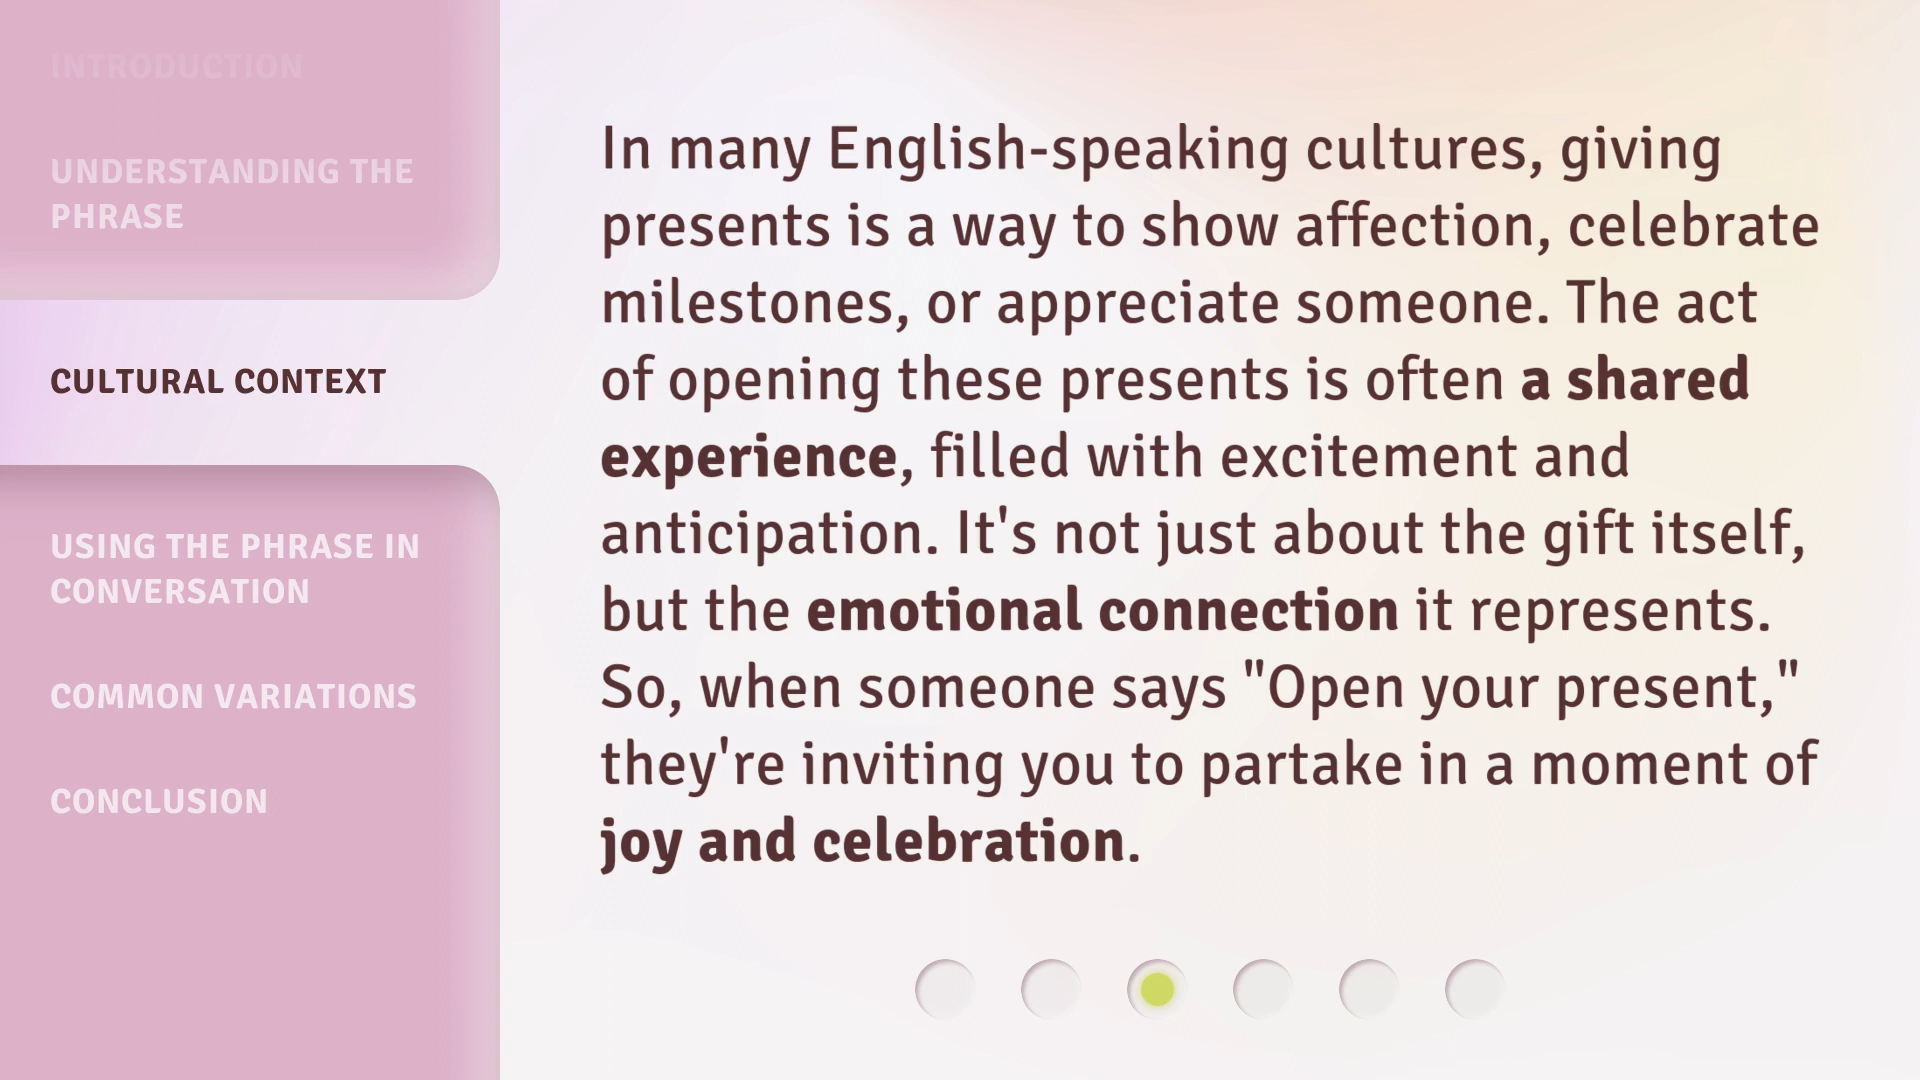 INTRODUCTION
UNDERSTANDING THE
PHRASE
CULTURAL CONTEXT
USING THE PHRASE IN
CONVERSATION
COMMON VARIATIONS
CONCLUSION
In many English-speaking cultures, giving
presents is a way to show affection, celebrate
milestones, or appreciate someone. The act
of opening these presents is often a shared
experience, filled with excitement and
anticipation. It's not just about the gift itself,
but the emotional connection it represents.
So, when someone says "Open your present,"
they're inviting you to partake in a moment of
joy and celebration.